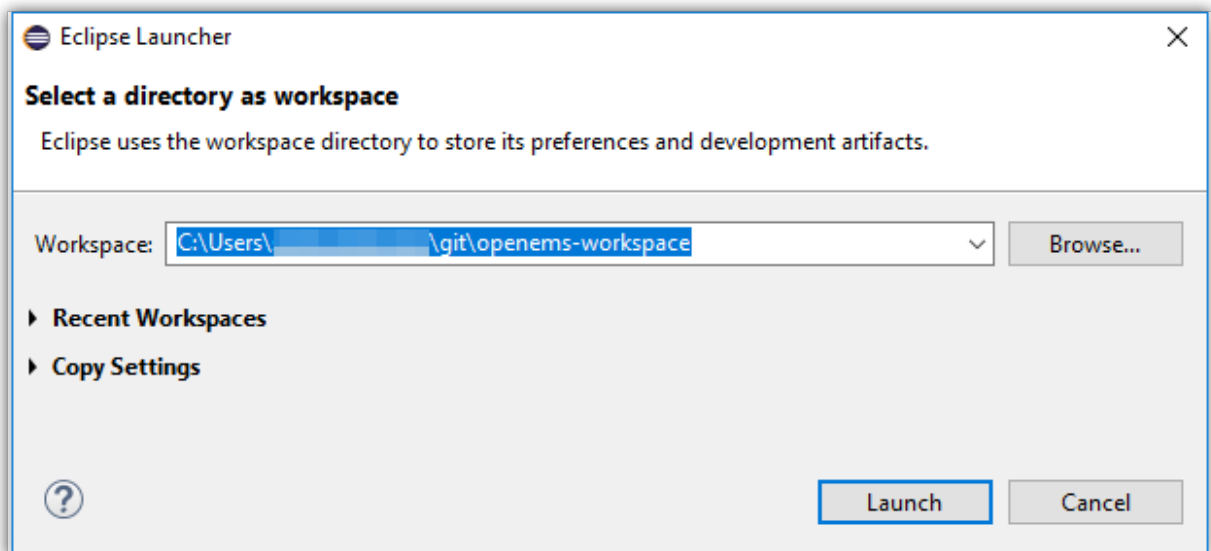 Eclipse Launcher
Select a directory as workspace
Eclipse uses the workspace directory to store its preferences and development artifacts.
Workspace: C:\Users\ \git\openems-workspace Browse...
Recent Workspaces
Copy Settings
? Launch Cancel